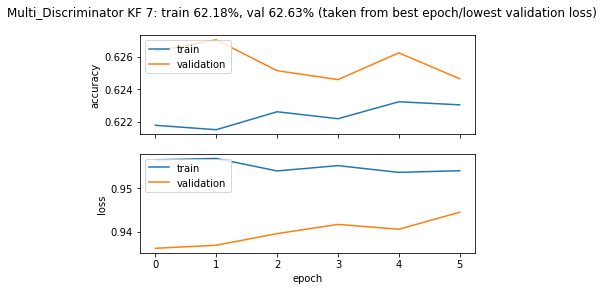 Multi_Discriminator KF 7: train 62.18%, val 62.63% (taken from best epoch/lowest validation loss)
train
validation
0.626
0.624
0.622
accuracy
train
validation
0.95
0.94
loss
0 1 2 3 4 5
epoch